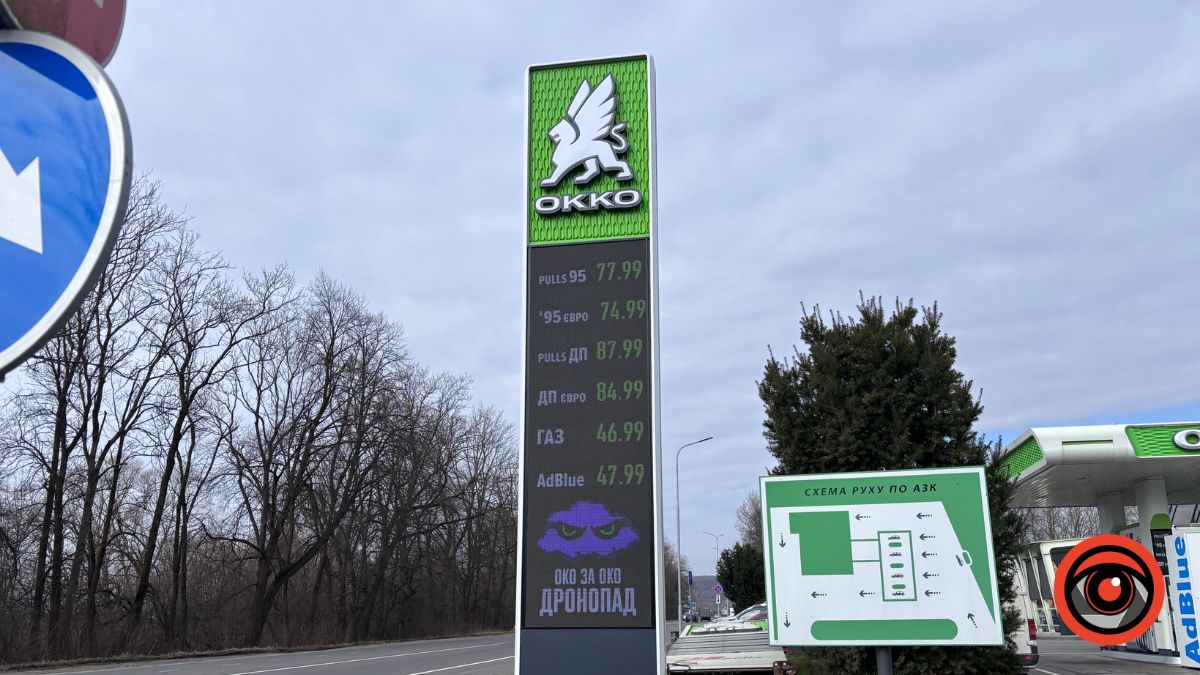 OKKO
PULLS 95 77.99
^95 ЄВРО 74.99
PULLS ДП 87.99
ДП ЄВРО 84.99
ГАЗ 46.99
AdBlue 47.99
ОКО ЗА ОКО
ДРОНОПАД
СХЕМА РУХУ ПО АЗК
AdBlue